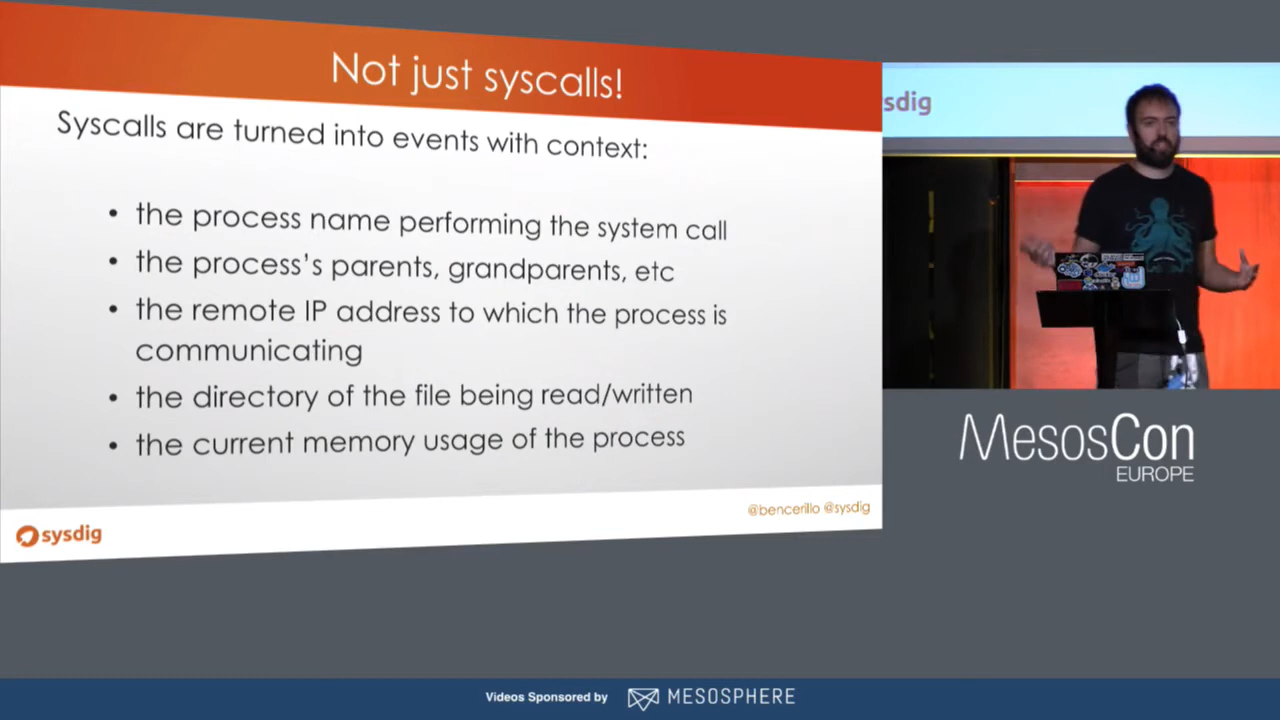 Not just syscalls!
Syscalls are turned into events with context:
• the process name performing the system call
• the process's parents, grandparents, etc
• the remote IP address to which the process is
communicating
• the directory of the file being read/written
• the current memory usage of the process
@bencerillo @sysdig
sysdig
sdig
MesosCon
EUROPE
Videos Sponsored by MESOSPHERE